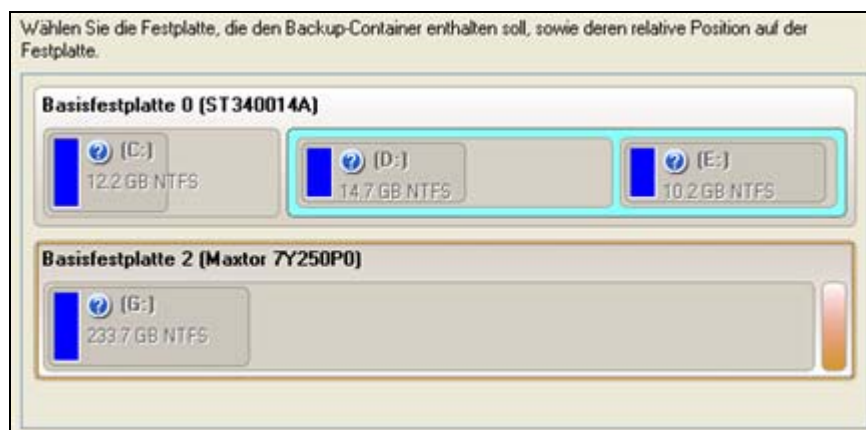 Wählen Sie die Festplatte, die den Backup-Container enthalten soll, sowie deren relative Position auf der
Festplatte.
Basisfestplatte 0 (ST340014A)
(C:)
12.2 GB NTFS
(D:)
14.7 GB NTFS
(E:)
10.2 GB NTFS
Basisfestplatte 2 (Maxtor 7Y250P0)
(G:)
233.7 GB NTFS